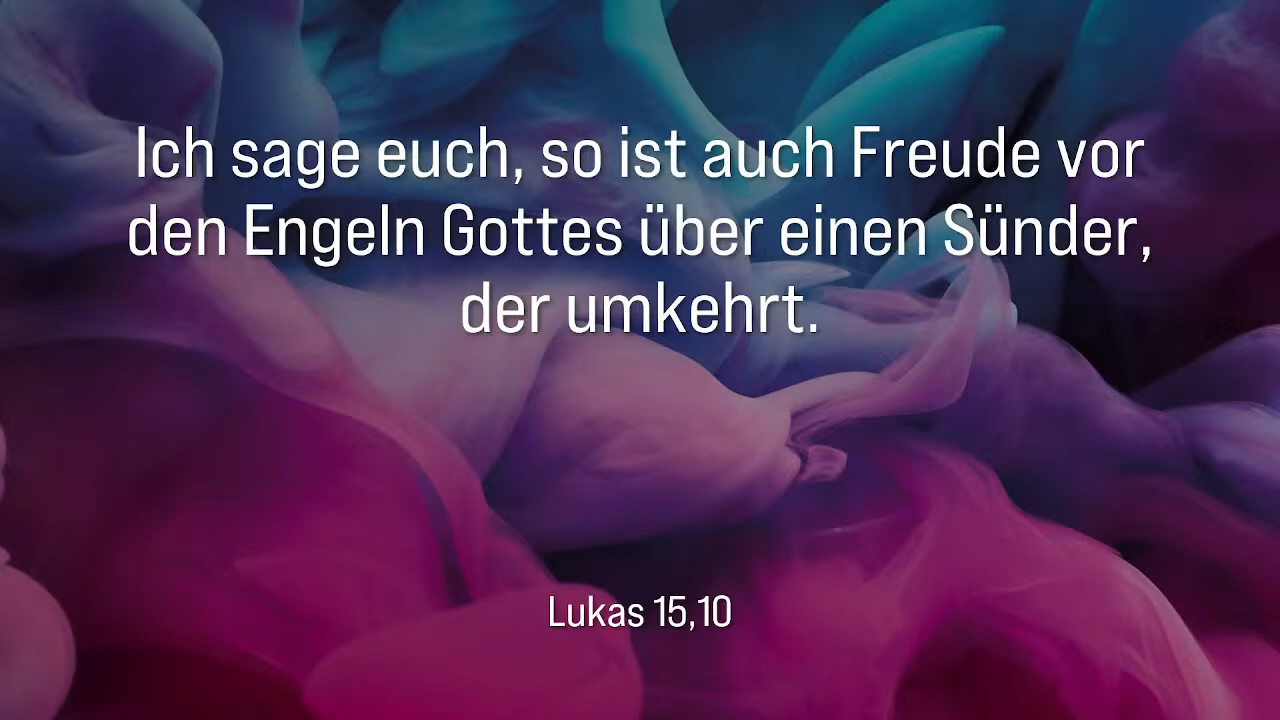 Ich sage euch, so ist auch Freude vor
den Engeln Gottes über einen Sünder,
der umkehrt.
Lukas 15,10